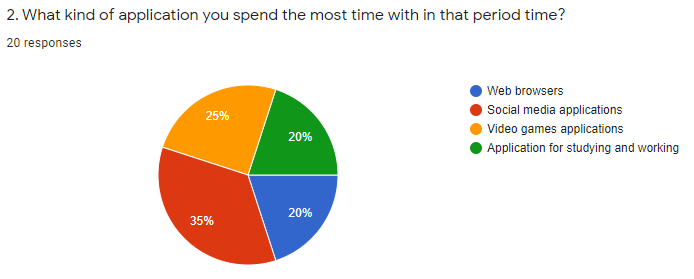 2. What kind of application you spend the most time with in that period time?
20 responses
25%
20%
35%
20%
Web browsers
Social media applications
Video games applications
Application for studying and working